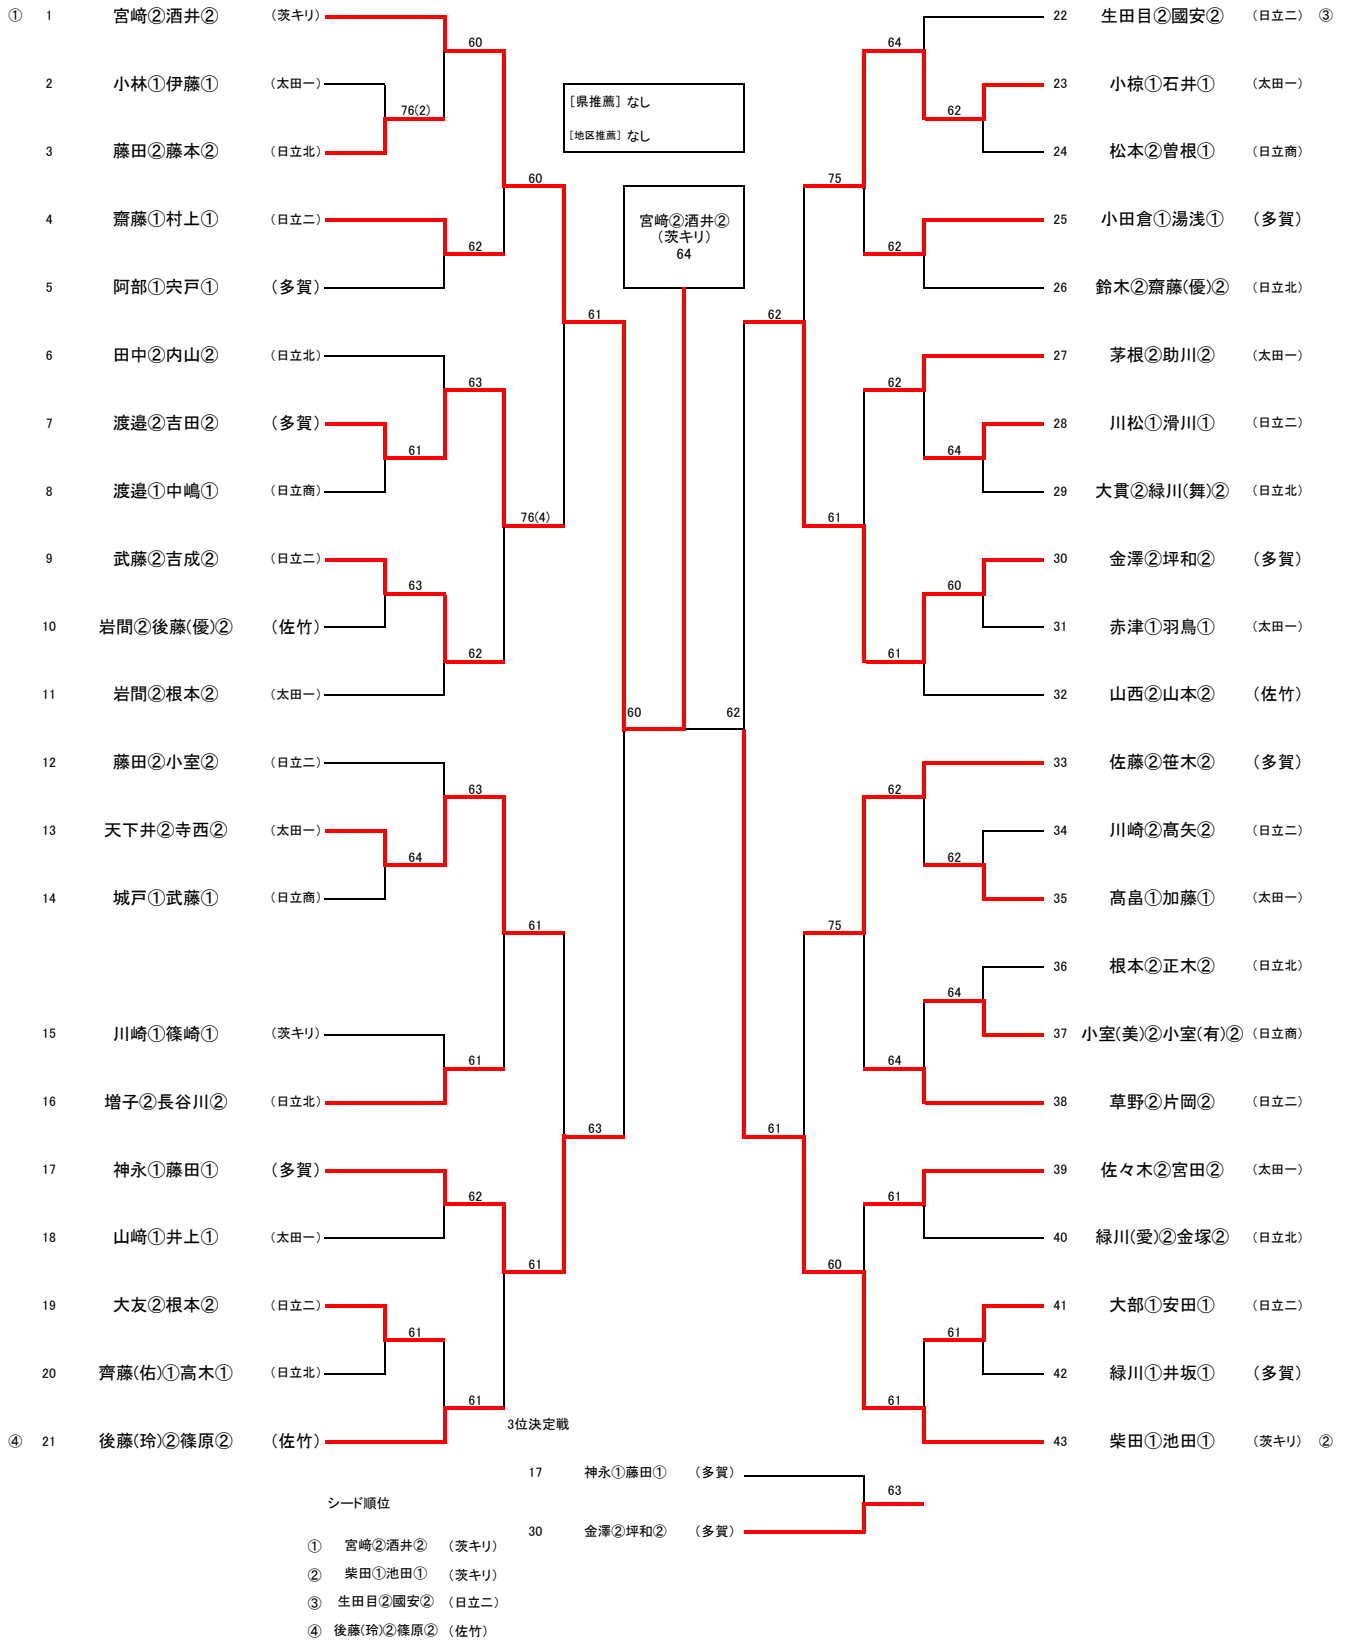 ① 1 宮﨑②酒井② （茨キリ）
60
2 小林①伊藤① （太田一）
76(2)
3 藤田②藤本② （日立北）
60
4 齋藤①村上① （日立二）
62
5 阿部①宍戸① （多賀）
61
6 田中②内山② （日立北）
63
7 渡邉②吉田② （多賀）
61
8 渡邉①中嶋① （日立商）
76(4)
9 武藤②吉成② （日立二）
63
10 岩間②後藤(優)② （佐竹）
62
11 岩間②根本② （太田一）
60
12 藤田②小室② （日立二）
63
13 天下井②寺西② （太田一）
64
14 城戸①武藤① （日立商）
61
15 川崎①篠崎① （茨キリ）
61
16 増子②長谷川② （日立北）
63
17 神永①藤田① （多賀）
62
18 山﨑①井上① （太田一）
61
19 大友②根本② （日立二）
61
20 齊藤(佑)①高木① （日立北）
61
④ 21 後藤(玲)②篠原② （佐竹）
[県推薦] なし
[地区推薦] なし
宮﨑②酒井②
（茨キリ）
64
22 生田目②國安② （日立二） ③
64
23 小椋①石井① （太田一）
62
24 松本②曽根① （日立商）
75
25 小田倉①湯浅① （多賀）
62
26 鈴木②齋藤(優)② （日立北）
62
27 茅根②助川② （太田一）
62
28 川松①滑川① （日立二）
64
29 大貫②緑川(舞)② （日立北）
61
30 金澤②坪和② （多賀）
60
31 赤津①羽鳥① （太田一）
61
32 山西②山本② （佐竹）
62
33 佐藤②笹木② （多賀）
62
34 川崎②髙矢② （日立二）
62
35 髙畠①加藤① （太田一）
75
36 根本②正木② （日立北）
64
37 小室(美)②小室(有)② （日立商）
64
38 草野②片岡② （日立二）
61
39 佐々木②宮田② （太田一）
61
40 緑川(愛)②金塚② （日立北）
60
41 大部①安田① （日立二）
61
42 緑川①井坂① （多賀）
61
43 柴田①池田① （茨キリ） ②
3位決定戦
17 神永①藤田① （多賀）
63
30 金澤②坪和② （多賀）
シード順位
① 宮﨑②酒井② （茨キリ）
② 柴田①池田① （茨キリ）
③ 生田目②國安② （日立二）
④ 後藤(玲)②篠原② （佐竹）